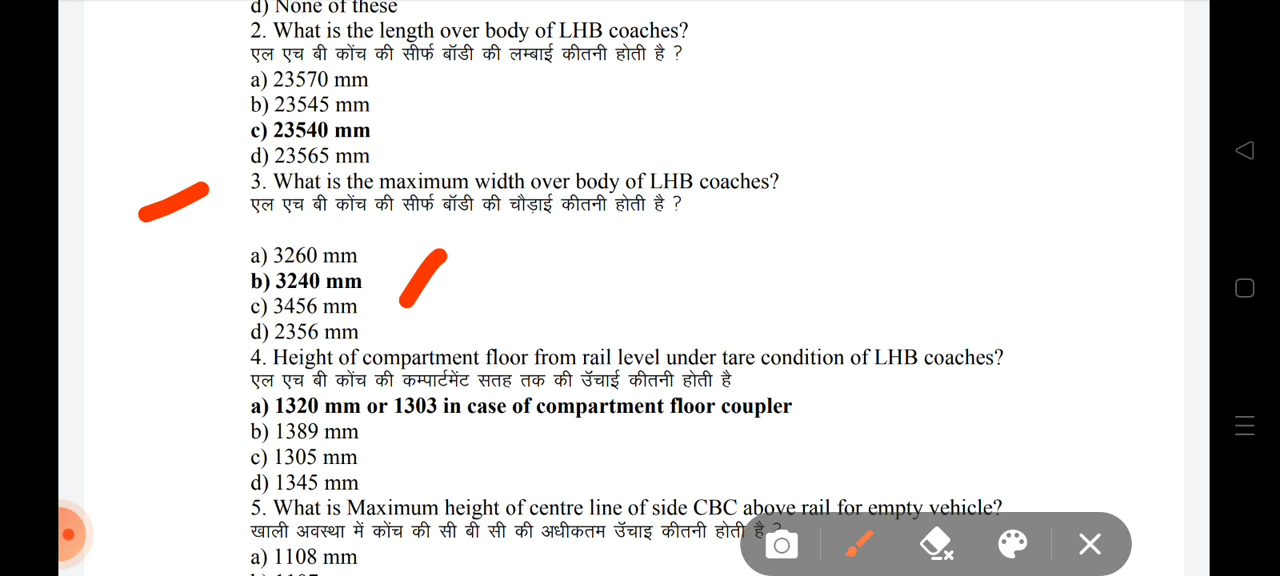 d) None of these
2. What is the length over body of LHB coaches?
एल एच बी कोंच की सीर्फ बॉडी की लम्बाई कीतनी होती है ?
a) 23570 mm
b) 23545 mm
c) 23540 mm
d) 23565 mm
3. What is the maximum width over body of LHB coaches?
एल एच बी कोंच की सीर्फ बॉडी की चौड़ाई कीतनी होती है ?
a) 3260 mm
b) 3240 mm
c) 3456 mm
d) 2356 mm
4. Height of compartment floor from rail level under tare condition of LHB coaches?
एल एच बी कोंच की कम्पार्टमेंट सतह तक की उॅचाई कीतनी होती है
a) 1320 mm or 1303 in case of compartment floor coupler
b) 1389 mm
c) 1305 mm
d) 1345 mm
5. What is Maximum height of centre line of side CBC above rail for empty vehicle?
खाली अवस्था में कोंच की सी बी सी की अधीकतम उॅचाइ कीतनी होती है ?
a) 1108 mm